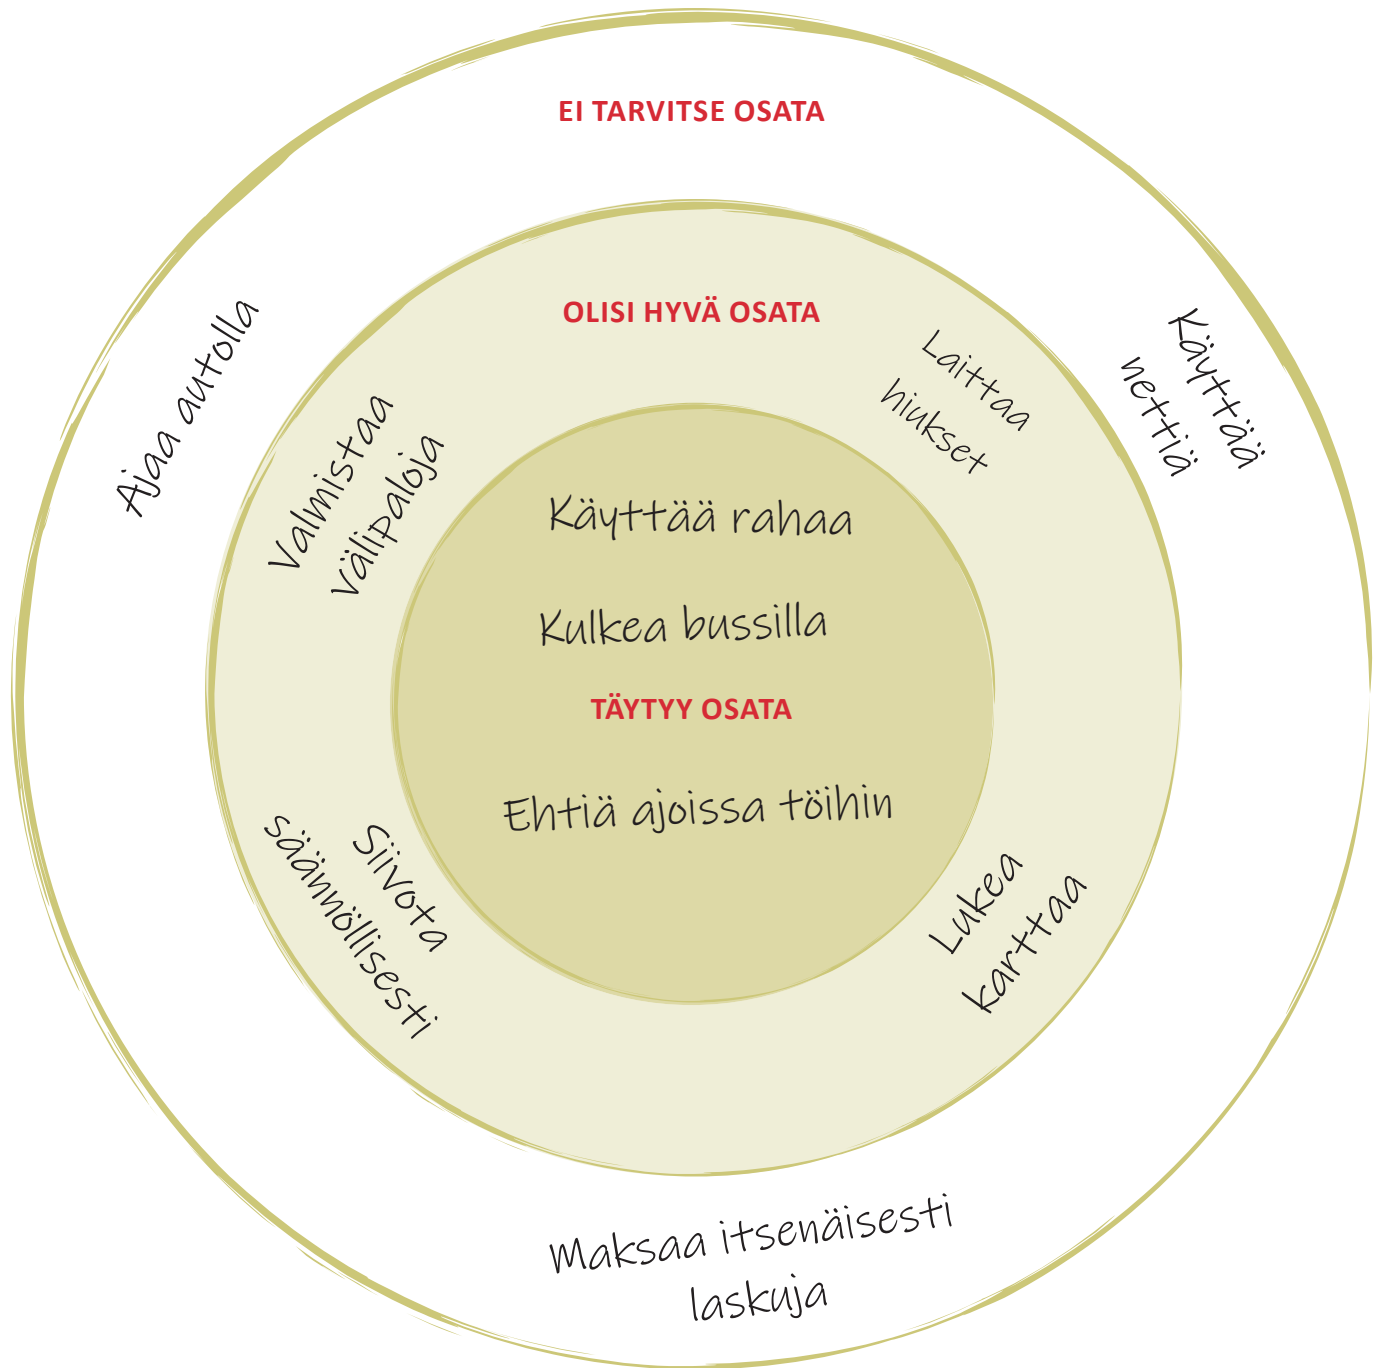 EI TARVITSE OSATA
Ajaa autolla
Käyttää
nettiä
OLISI HYVÄ OSATA
Valmistaa
välipaloja
Laittaa
hiukset
Käyttää rahaa
Kulkea bussilla
TÄYTYY OSATA
Ehtiä ajoissa töihin
Siivota
säännöllisesti
Lukea
karttaa
Maksaa itsenäisesti
laskuja